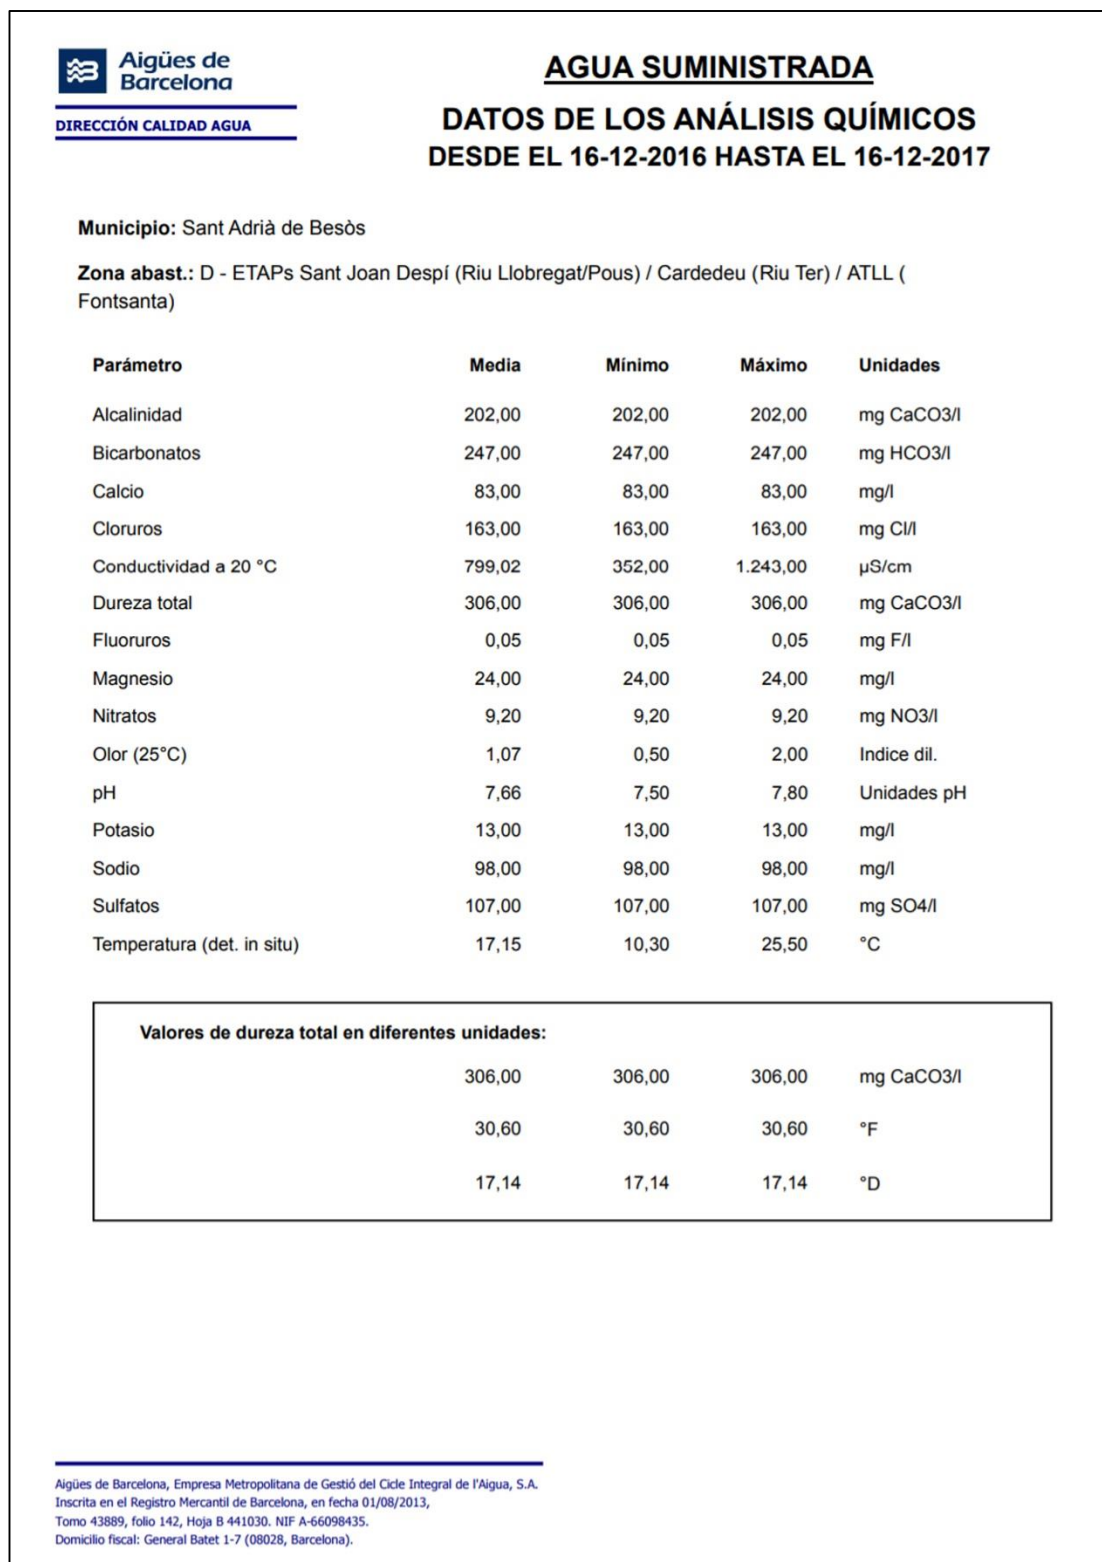 Aigües de
Barcelona
DIRECCIÓN CALIDAD AGUA
AGUA SUMINISTRADA
DATOS DE LOS ANÁLISIS QUÍMICOS
DESDE EL 16-12-2016 HASTA EL 16-12-2017
Municipio: Sant Adrià de Besòs
Zona abast.: D - ETAPs Sant Joan Despí (Riu Llobregat/Pous) / Cardedeu (Riu Ter) / ATLL (
Fontsanta)
Parámetro Media Mínimo Máximo Unidades
Alcalinidad 202,00 202,00 202,00 mg CaCO3/l
Bicarbonatos 247,00 247,00 247,00 mg HCO3/l
Calcio 83,00 83,00 83,00 mg/l
Cloruros 163,00 163,00 163,00 mg Cl/l
Conductividad a 20 °C 799,02 352,00 1.243,00 µS/cm
Dureza total 306,00 306,00 306,00 mg CaCO3/l
Fluoruros 0,05 0,05 0,05 mg F/l
Magnesio 24,00 24,00 24,00 mg/l
Nitratos 9,20 9,20 9,20 mg NO3/l
Olor (25°C) 1,07 0,50 2,00 Indice dil.
pH 7,66 7,50 7,80 Unidades pH
Potasio 13,00 13,00 13,00 mg/l
Sodio 98,00 98,00 98,00 mg/l
Sulfatos 107,00 107,00 107,00 mg SO4/l
Temperatura (det. in situ) 17,15 10,30 25,50 °C
Valores de dureza total en diferentes unidades:
306,00 306,00 306,00 mg CaCO3/l
30,60 30,60 30,60 °F
17,14 17,14 17,14 °D
Aigües de Barcelona, Empresa Metropolitana de Gestió del Cicle Integral de l'Aigua, S.A.
Inscrita en el Registro Mercantil de Barcelona, en fecha 01/08/2013,
Tomo 43889, folio 142, Hoja B 441030. NIF A-66098435.
Domicilio fiscal: General Batet 1-7 (08028, Barcelona).